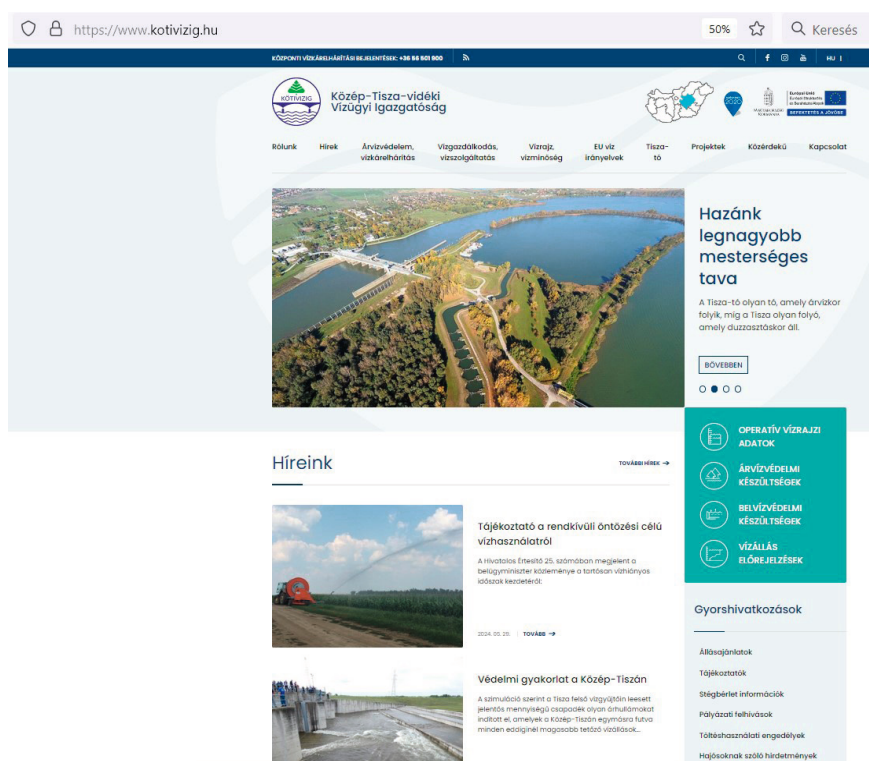 https://www.kotivizig.hu
50%
Keresés
KÖZPONTI VÍZKÁRELHÁRÍTÁSI BEJELENTÉSEK: +36 56 501 900
HU |
KÖTIVIZIG
Közép-Tisza-vidéki
Vízügyi Igazgatóság
BEFEKTETÉS A JÖVŐBE
Rólunk
Hírek
Árvízvédelem,
vízkárelhárítás
Vízgazdálkodás,
vízszolgáltatás
Vízrajz,
vízminőség
EU víz
irányelvek
Tisza-
tó
Projektek
Közérdekű
Kapcsolat
Hazánk
legnagyobb
mesterséges
tava
A Tisza-tó olyan tó, amely árvízkor
folyik, míg a Tisza olyan folyó,
amely duzzasztáskor áll.
BŐVEBBEN
OPERATÍV VÍZRAJZI
ADATOK
ÁRVÍZVÉDELMI
KÉSZÜLTSÉGEK
BELVÍZVÉDELMI
KÉSZÜLTSÉGEK
VÍZÁLLÁS
ELŐREJELZÉSEK
Híreink
TOVÁBBI HÍREK →
Tájékoztató a rendkívüli öntözési célú
vízhasználatról
A Hivatalos Értesítő 25. számában megjelent a
belügyminiszter közleménye a tartósan vízhiányos
időszak kezdetéről:
2024. 05. 25. | TOVÁBB →
Védelmi gyakorlat a Közép-Tiszán
A szimuláció szerint a Tisza felső vízgyűjtőin leesett
jelentős mennyiségű csapadék olyan árhullámokat
indított el, amelyek a Közép-Tiszán egymásra futva
minden eddiginél magasabb tetőző vízállások...
Gyorshivatkozások
Állásajánlatok
Tájékoztatók
Stégbérlet információk
Pályázati felhívások
Töltéshasználati engedélyek
Hajósoknak szóló hirdetmények